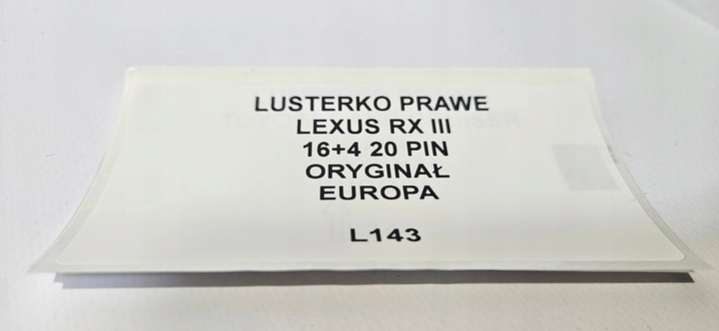 LUSTERKO PRAWE
LEXUS RX III
16+4 20 PIN
ORYGINAŁ
EUROPA
L143